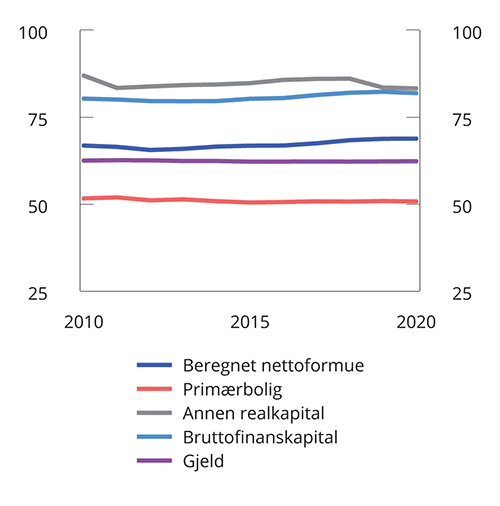 100 100
75 75
50 50
25 25
2010 2015 2020
Beregnet nettoformue
Primærbolig
Annen realkapital
Bruttofinanskapital
Gjeld